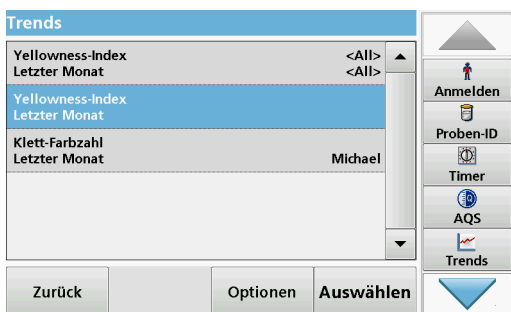 Trends
Yellowness-Index <All>
Letzter Monat <All>
Yellowness-Index
Letzter Monat
Klett-Farbzahl
Letzter Monat Michael
Zurück Optionen Auswählen
Anmelden
Proben-ID
Timer
AQS
Trends